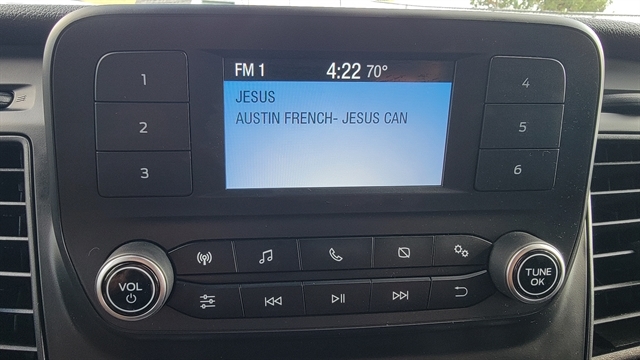 FM 1 4:22 70°
JESUS
AUSTIN FRENCH- JESUS CAN
1
2
3
4
5
6
VOL
TUNE
OK